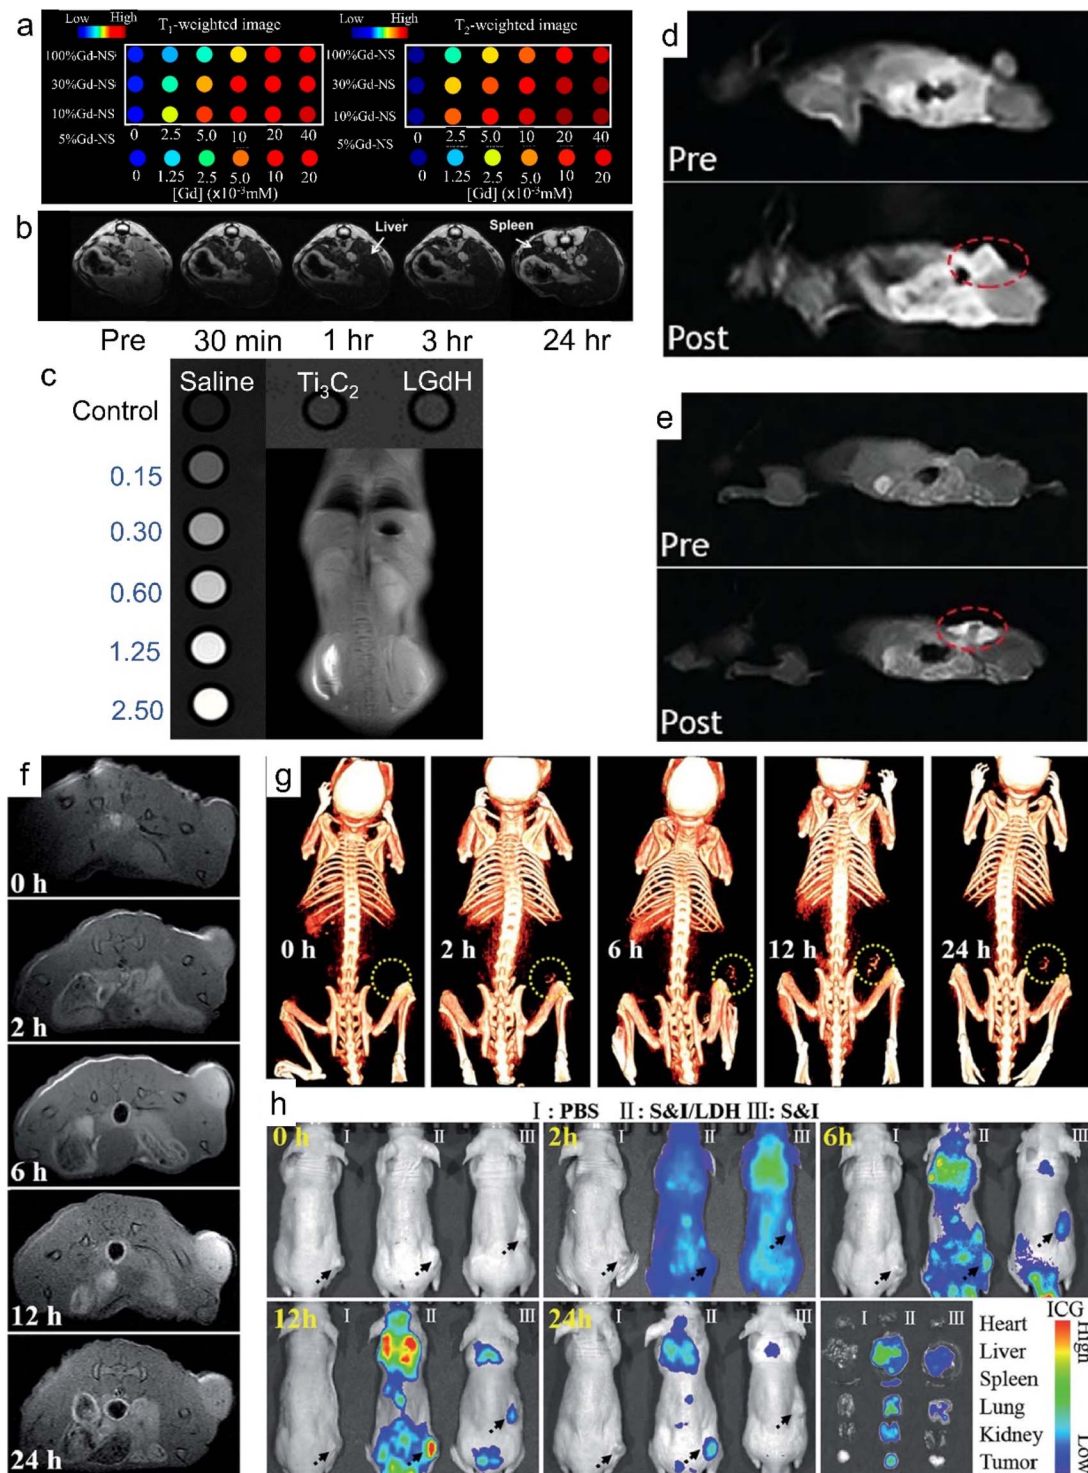 a
Low High T₁-weighted image
100%Gd-NS
30%Gd-NS
10%Gd-NS
0 2.5 5.0 10 20 40
5%Gd-NS
0 1.25 2.5 5.0 10 20
[Gd] (x10⁻³mM)
Low High T₂-weighted image
100%Gd-NS
30%Gd-NS
10%Gd-NS
0 2.5 5.0 10 20 40
5%Gd-NS
0 1.25 2.5 5.0 10 20
[Gd] (x10⁻³mM)
b
Liver
Spleen
Pre 30 min 1 hr 3 hr 24 hr
c
Saline Ti₃C₂ LGdH
Control
0.15
0.30
0.60
1.25
2.50
d
Pre
Post
e
Pre
Post
f
0 h
2 h
6 h
12 h
24 h
g
0 h 2 h 6 h 12 h 24 h
h
I : PBS II : S&I/LDH III: S&I
0 h I II III
2h I II III
6h I II III
12h I II III
24h I II III
I II III
Heart
Liver
Spleen
Lung
Kidney
Tumor
ICG
High
Low